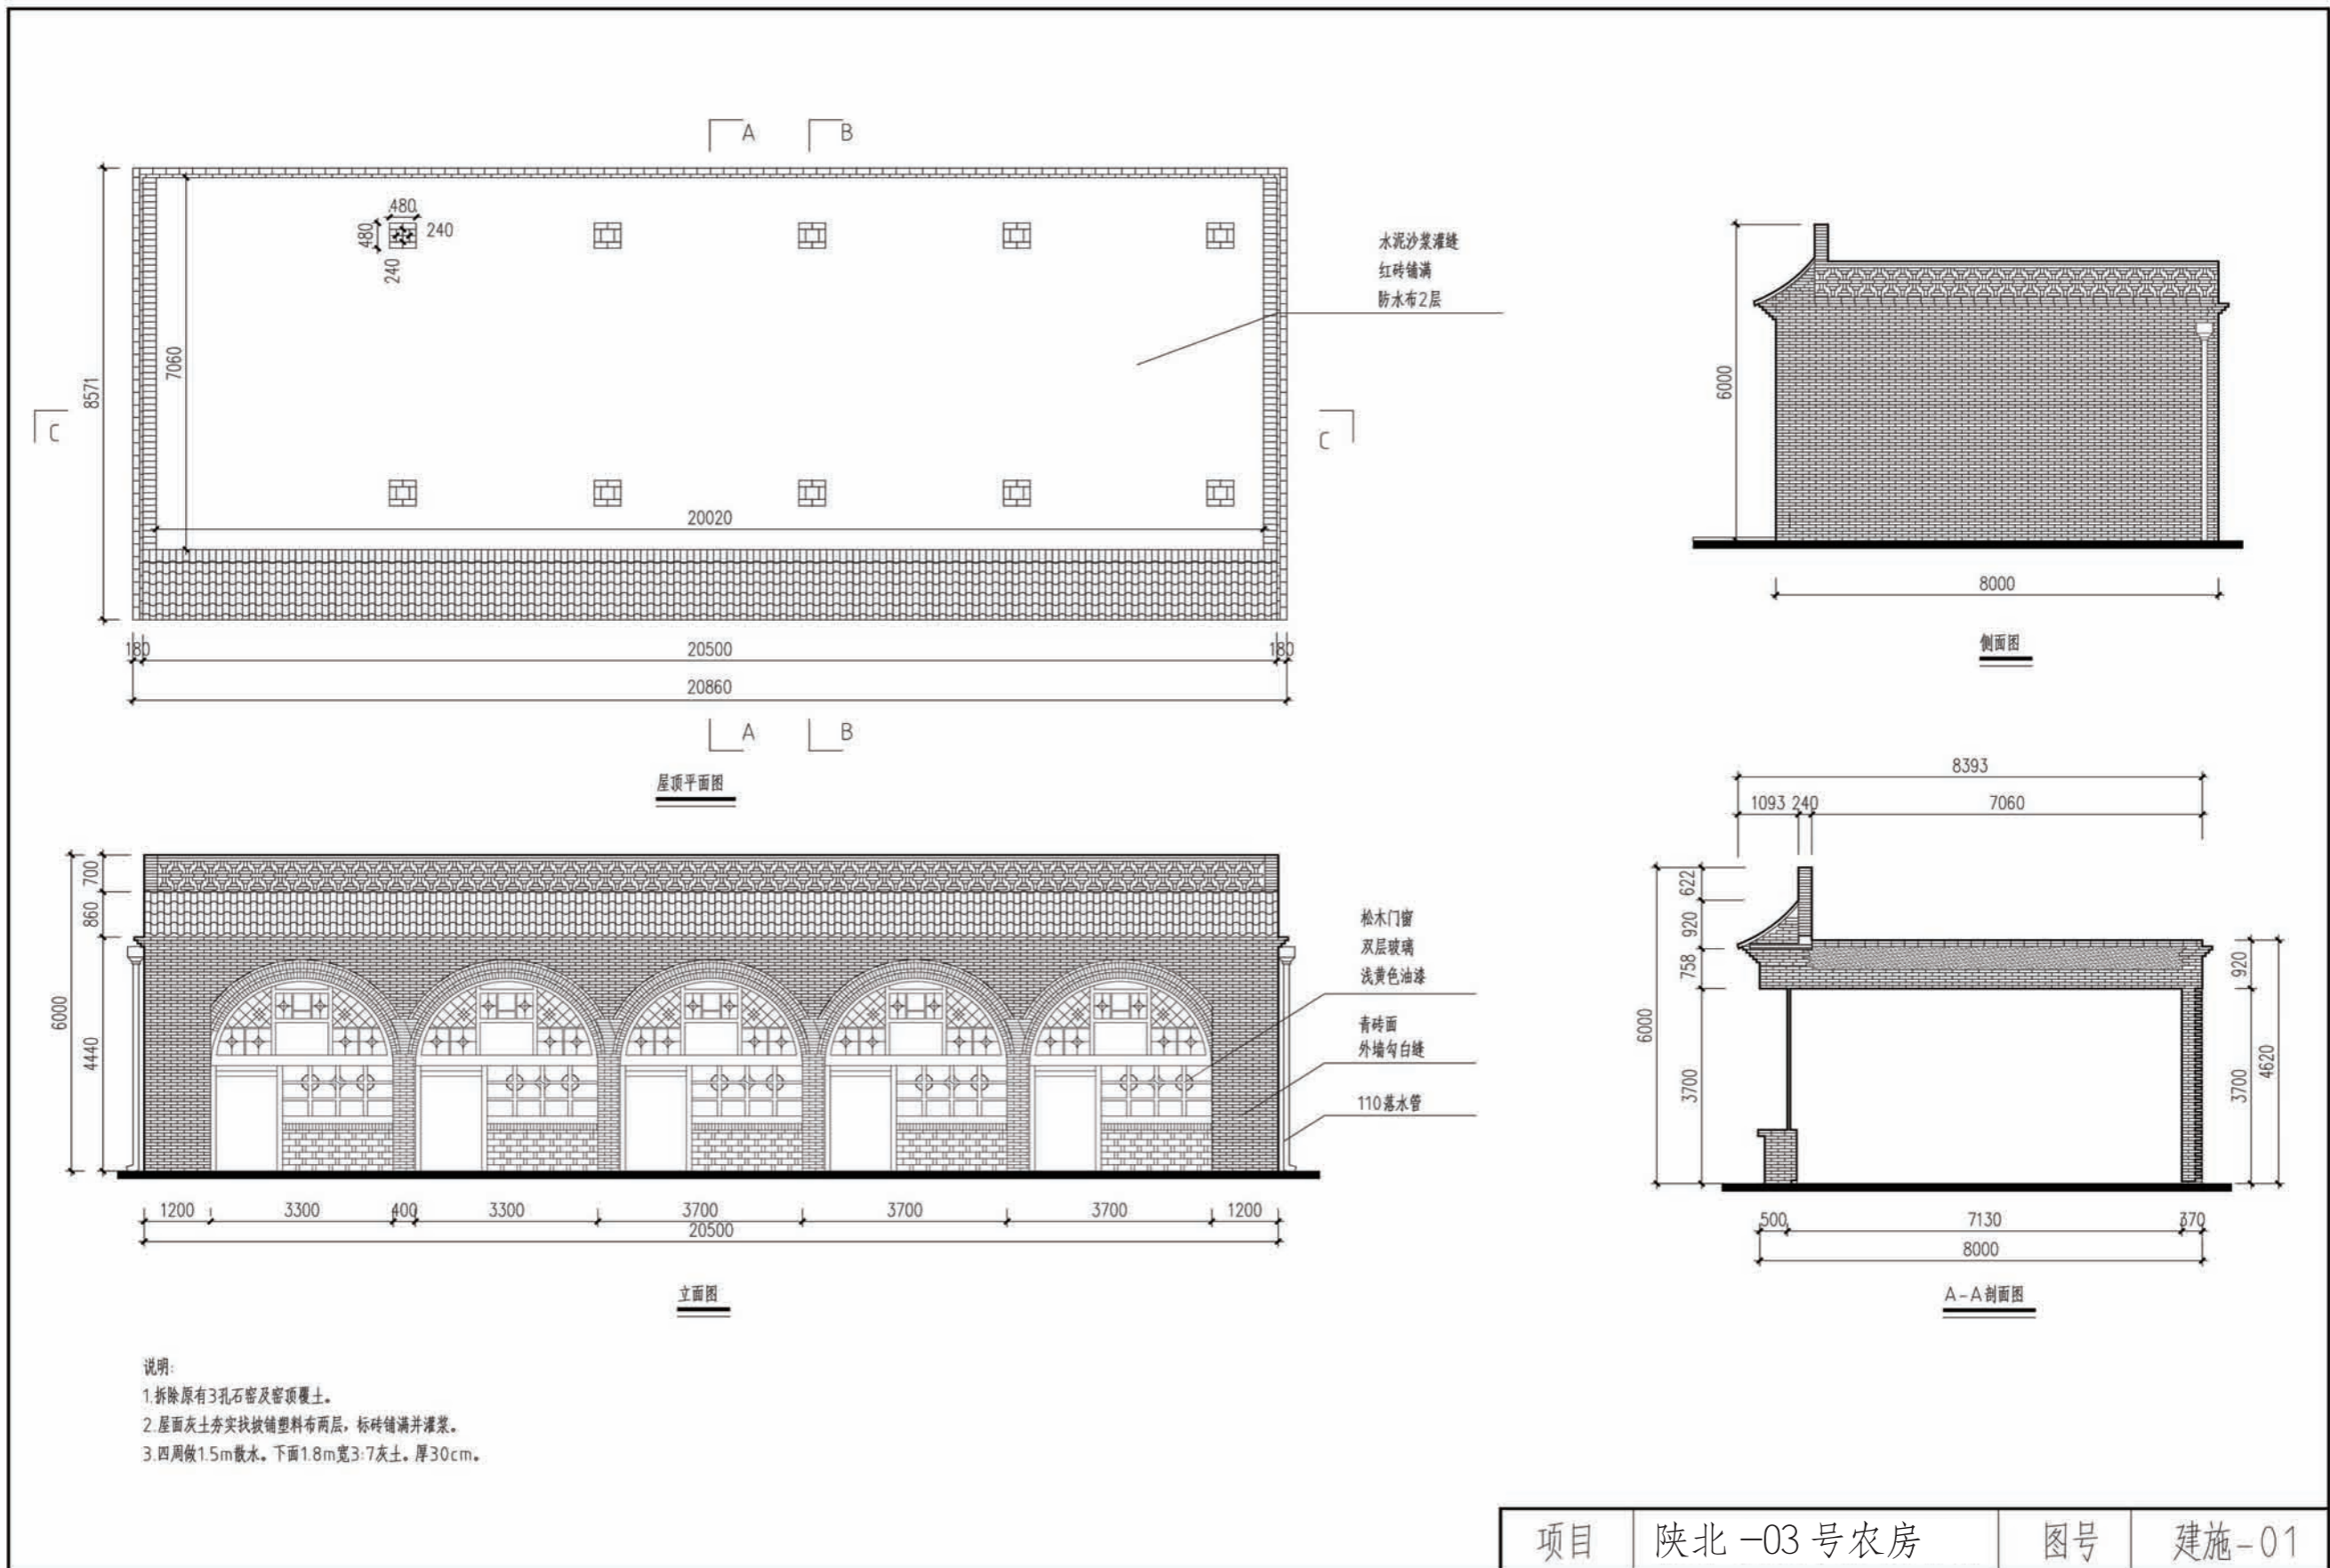 A
B
480
480
240
240
7060
8571
C
C
水泥沙浆灌缝
红砖铺满
防水布2层
20020
180
20500
180
20860
A
B
屋顶平面图
6000
8000
侧面图
700
860
4440
6000
松木门窗
双层玻璃
浅黄色油漆
青砖面
外墙勾白缝
110落水管
1200
3300
400
3300
3700
3700
3700
1200
20500
立面图
8393
1093
240
7060
622
920
758
3700
6000
920
3700
4620
500
7130
370
8000
A-A剖面图
说明:
1.拆除原有3孔石窑及窑顶覆土。
2.屋面灰土夯实找坡铺塑料布两层，标砖铺满并灌浆。
3.四周做1.5m散水。下面1.8m宽3:7灰土。厚30cm。
项目 陕北-03号农房 图号 建施-01